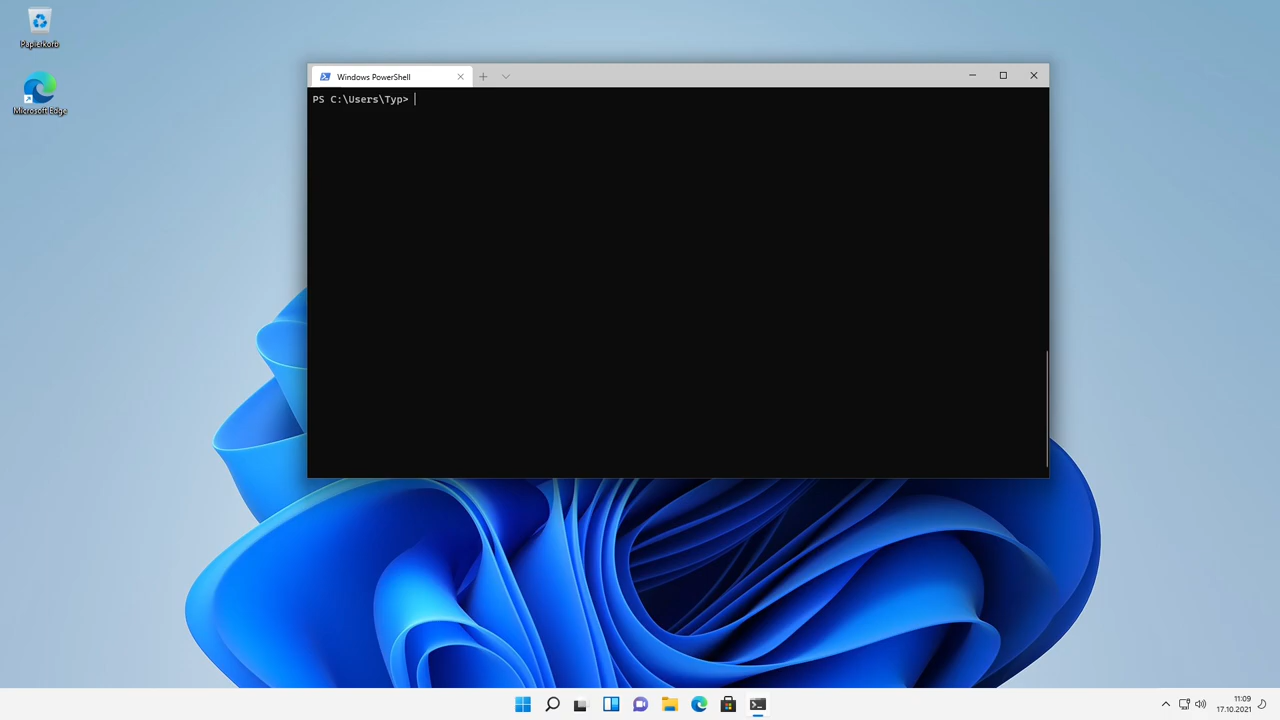 Papierkorb
Microsoft Edge
Windows PowerShell
PS C:\Users\Typ>
11:09
17.10.2021